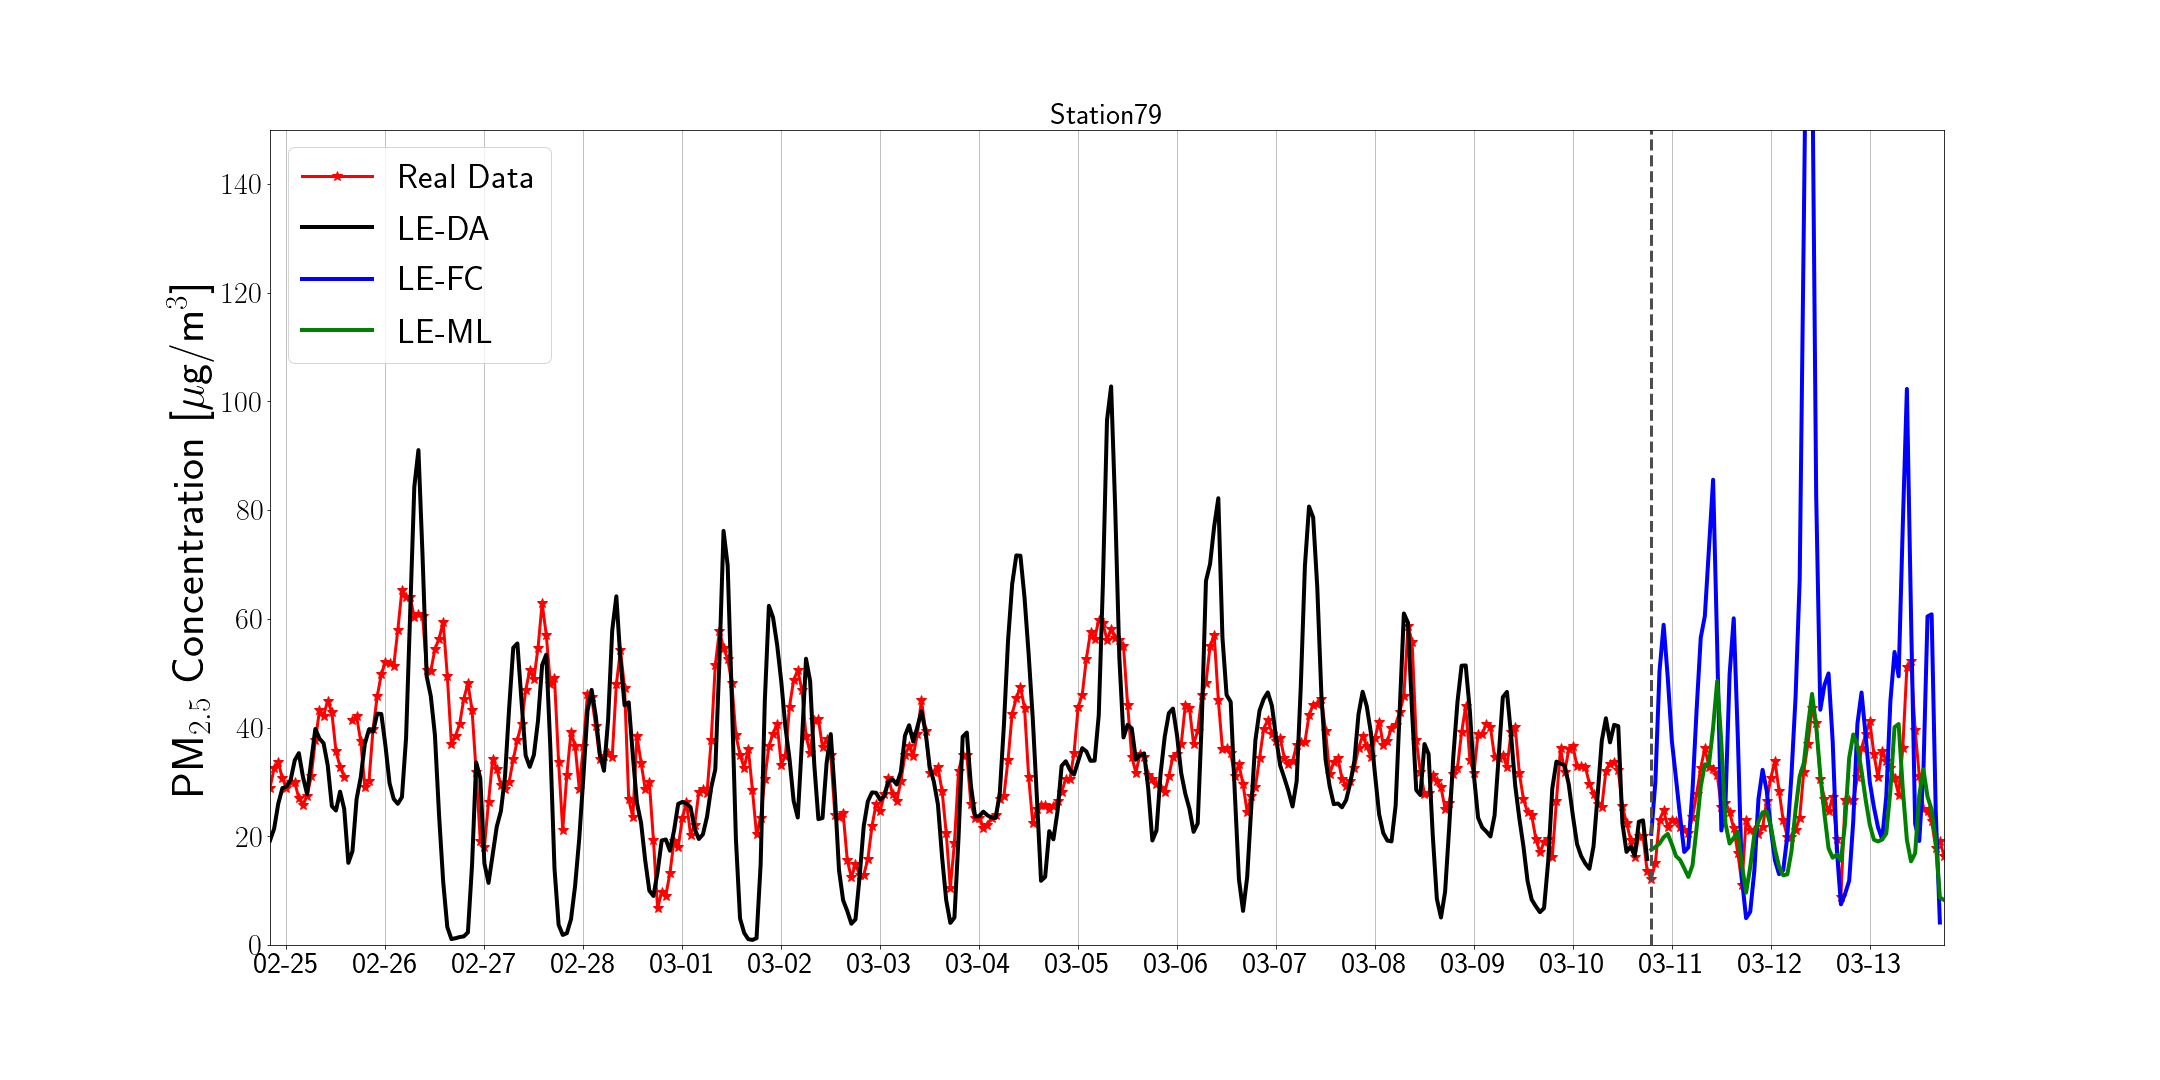 Station79
Real Data
LE-DA
LE-FC
LE-ML
PM2.5 Concentration [μg/m³]
140
120
100
80
60
40
20
0
02-25 02-26 02-27 02-28 03-01 03-02 03-03 03-04 03-05 03-06 03-07 03-08 03-09 03-10 03-11 03-12 03-13